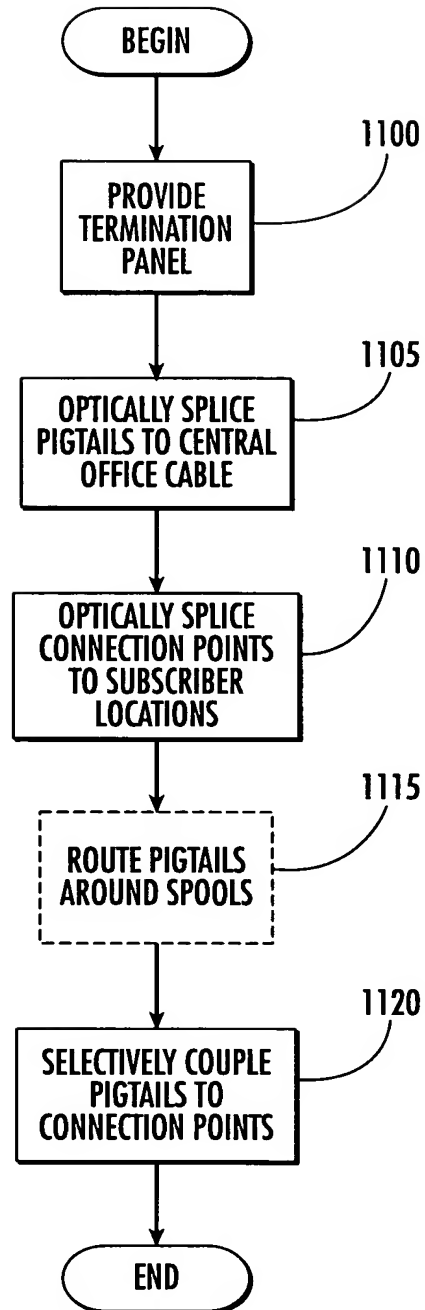 BEGIN
1100
PROVIDE
TERMINATION
PANEL
1105
OPTICALLY SPLICE
PIGTAILS TO CENTRAL
OFFICE CABLE
1110
OPTICALLY SPLICE
CONNECTION POINTS
TO SUBSCRIBER
LOCATIONS
1115
ROUTE PIGTAILS
AROUND SPOOLS
1120
SELECTIVELY COUPLE
PIGTAILS TO
CONNECTION POINTS
END